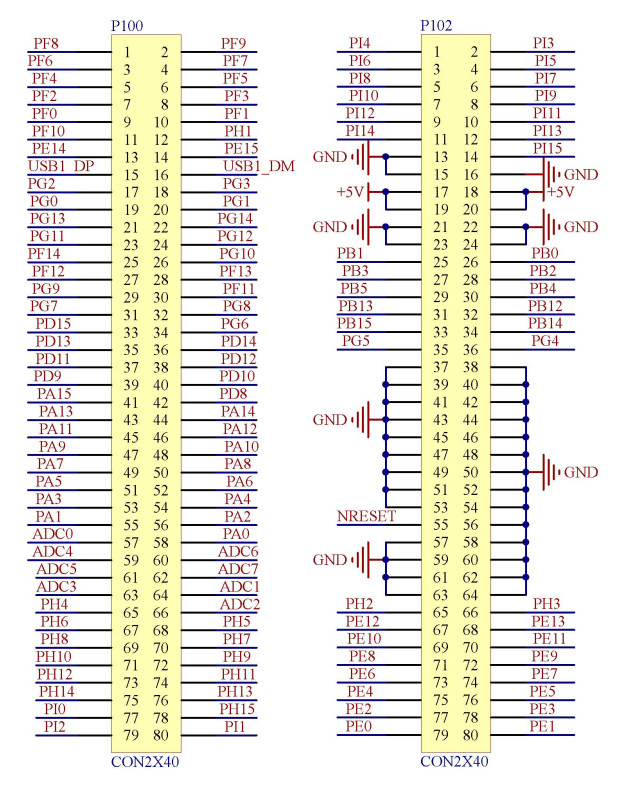 P100
PF8 1 2 PF9
PF6 3 4 PF7
PF4 5 6 PF5
PF2 7 8 PF3
PF0 9 10 PF1
PF10 11 12 PH1
PE14 13 14 PE15
USB1_DP 15 16 USB1_DM
PG2 17 18 PG3
PG0 19 20 PG1
PG13 21 22 PG14
PG11 23 24 PG12
PF14 25 26 PG10
PF12 27 28 PF13
PG9 29 30 PF11
PG7 31 32 PG8
PD15 33 34 PG6
PD13 35 36 PD14
PD11 37 38 PD12
PD9 39 40 PD10
PA15 41 42 PD8
PA13 43 44 PA14
PA11 45 46 PA12
PA9 47 48 PA10
PA7 49 50 PA8
PA5 51 52 PA6
PA3 53 54 PA4
PA1 55 56 PA2
ADC0 57 58 PA0
ADC4 59 60 ADC6
ADC5 61 62 ADC7
ADC3 63 64 ADC1
PH4 65 66 ADC2
PH6 67 68 PH5
PH8 69 70 PH7
PH10 71 72 PH9
PH12 73 74 PH11
PH14 75 76 PH13
PI0 77 78 PH15
PI2 79 80 PI1
CON2X40
P102
PI4 1 2 PI3
PI6 3 4 PI5
PI8 5 6 PI7
PI10 7 8 PI9
PI12 9 10 PI11
PI14 11 12 PI13
GND 13 14 PI15
15 16 GND
+5V 17 18 +5V
19 20
GND 21 22 GND
23 24
PB1 25 26 PB0
PB3 27 28 PB2
PB5 29 30 PB4
PB13 31 32 PB12
PB15 33 34 PB14
PG5 35 36 PG4
37 38
39 40
41 42
GND 43 44
45 46
47 48
49 50 GND
51 52
53 54
NRESET 55 56
57 58
GND 59 60
61 62
63 64
PH2 65 66 PH3
PE12 67 68 PE13
PE10 69 70 PE11
PE8 71 72 PE9
PE6 73 74 PE7
PE4 75 76 PE5
PE2 77 78 PE3
PE0 79 80 PE1
CON2X40